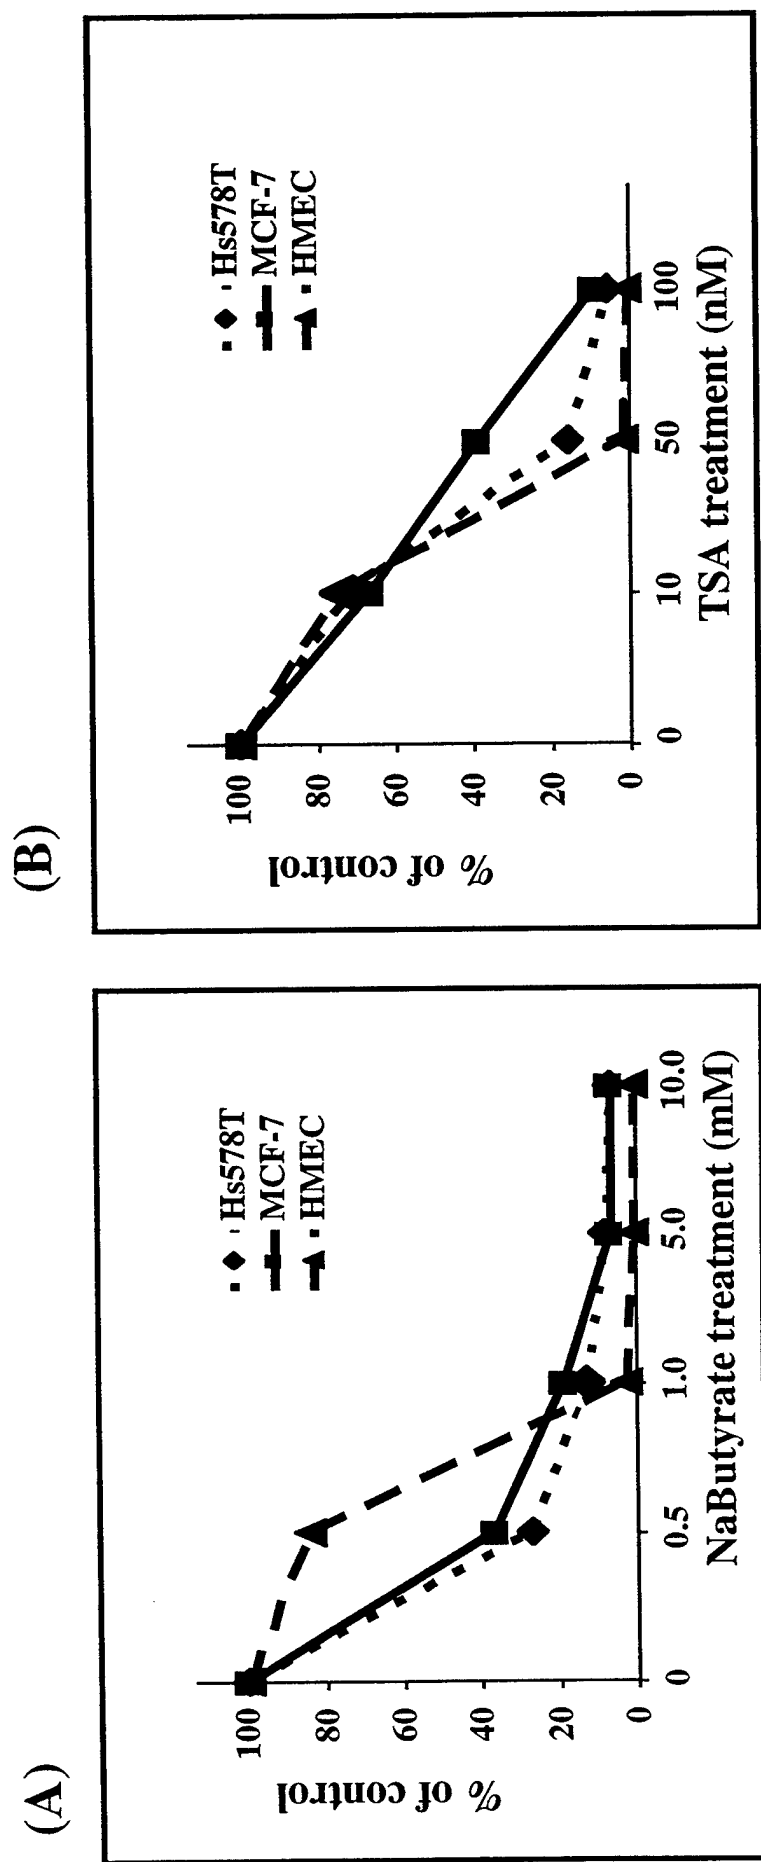 (A)
Hs578T
MCF-7
HMEC
% of control
100
80
60
40
20
0
0 0.5 1.0 5.0 10.0
NaButyrate treatment (mM)
(B)
Hs578T
MCF-7
HMEC
% of control
100
80
60
40
20
0
0 10 50 100
TSA treatment (nM)